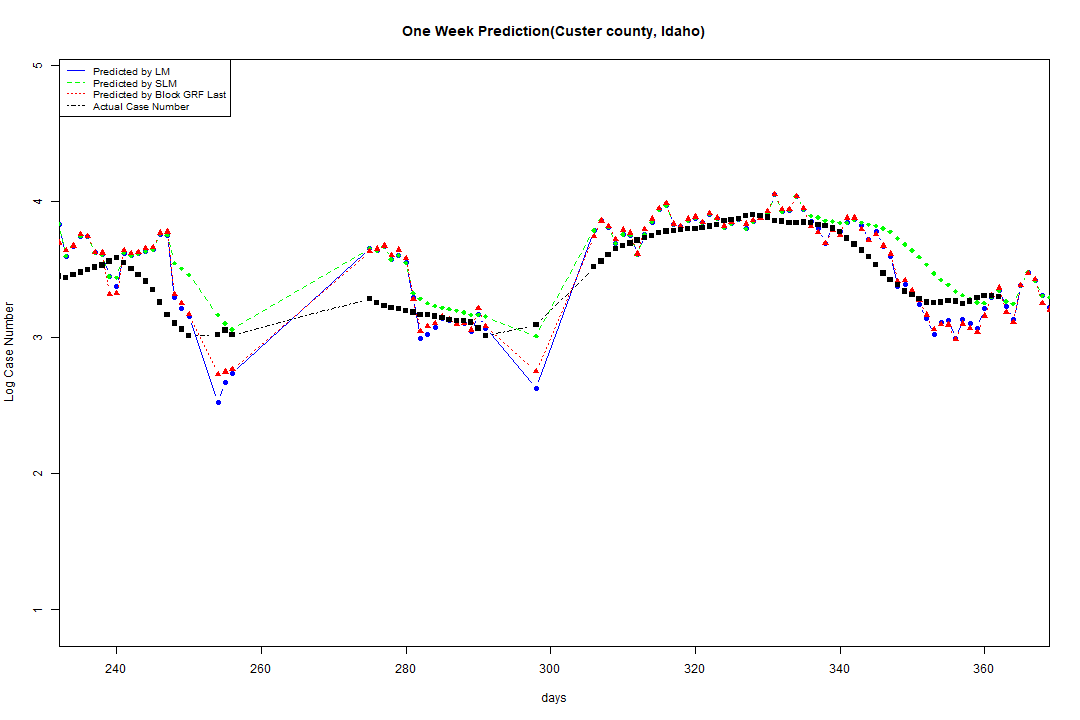 One Week Prediction(Custer county, Idaho)
Predicted by LM
Predicted by SLM
Predicted by Block GRF Last
Actual Case Number
5
4
3
2
1
Log Case Number
240 260 280 300 320 340 360
days